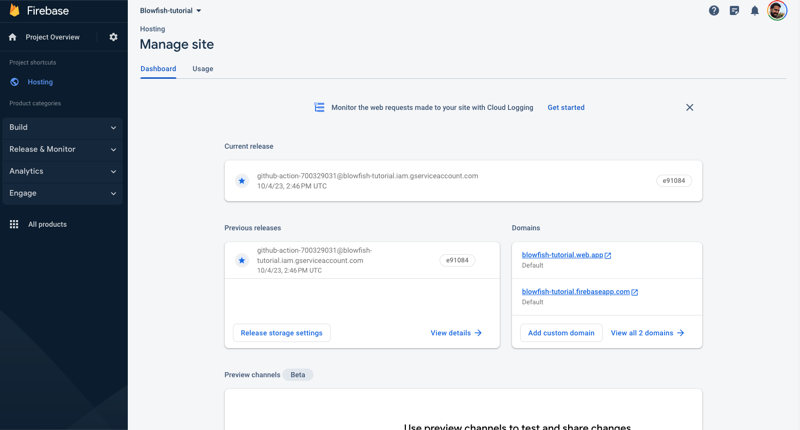 Firebase
Project Overview
Project shortcuts
Hosting
Product categories
Build
Release & Monitor
Analytics
Engage
All products
Blowfish-tutorial
Hosting
Manage site
Dashboard
Usage
Monitor the web requests made to your site with Cloud Logging
Get started
Current release
github-action-700329031@blowfish-tutorial.iam.gserviceaccount.com
10/4/23, 2:46 PM UTC
e91084
Previous releases
github-action-700329031@blowfish-
tutorial.iam.gserviceaccount.com
10/4/23, 2:46 PM UTC
e91084
Release storage settings
View details
Domains
blowfish-tutorial.web.app
Default
blowfish-tutorial.firebaseapp.com
Default
Add custom domain
View all 2 domains
Preview channels
Beta
Use preview channels to test and share changes